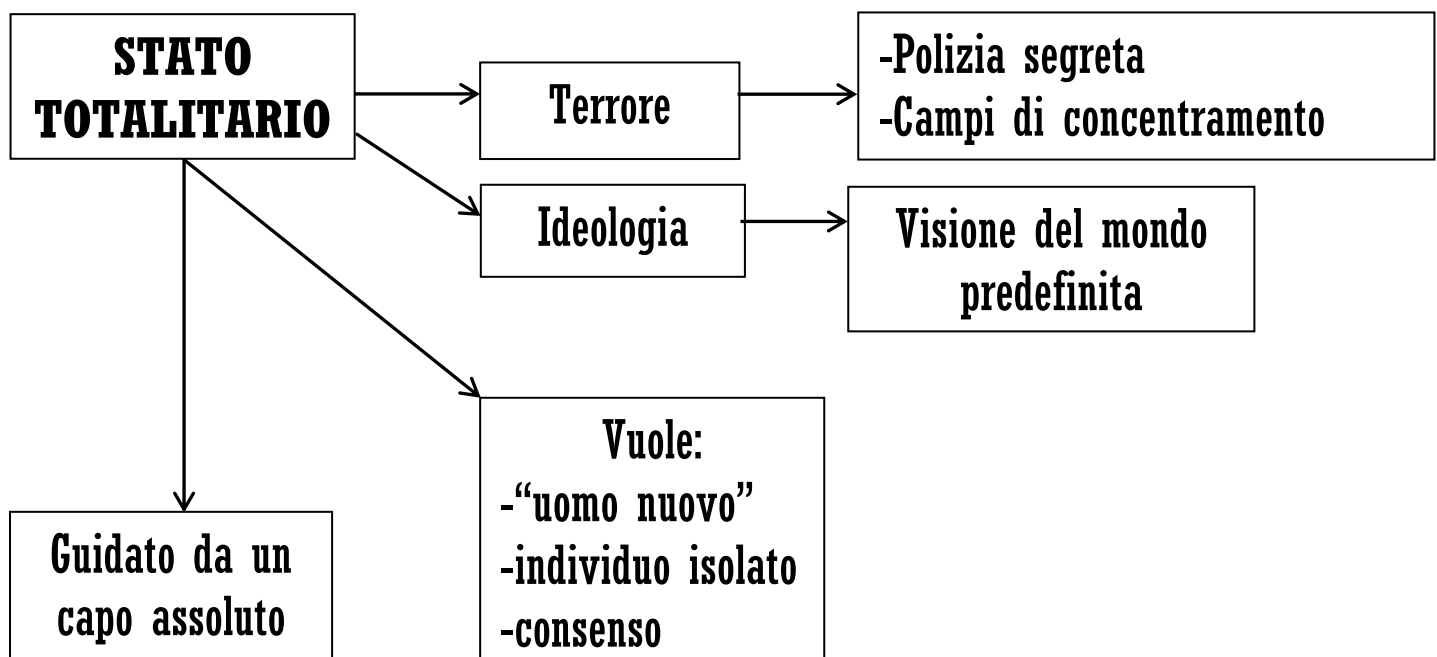 STATO
TOTALITARIO
Terrore
-Polizia segreta
-Campi di concentramento
Ideologia
Visione del mondo
predefinita
Vuole:
-“uomo nuovo”
-individuo isolato
-consenso
Guidato da un
capo assoluto